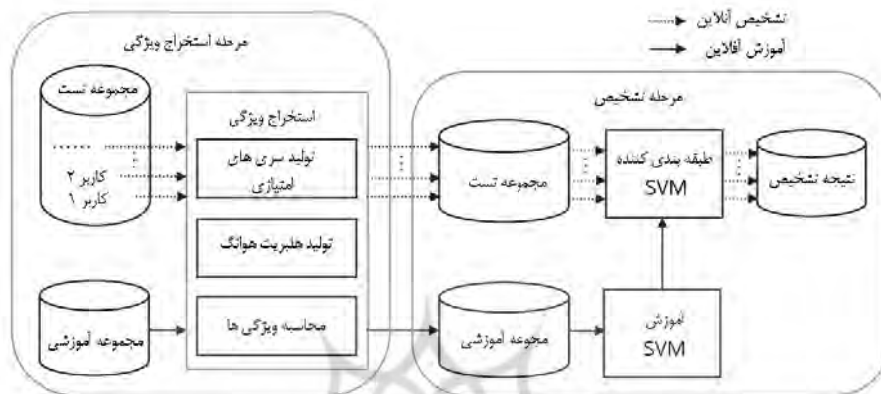 تشخیص آنلاین
آموزش آفلاین
مرحله استخراج ویژگی
مجموعه تست
......
کاربر ۲
کاربر ۱
مجموعه آموزشی
استخراج ویژگی
تولید سری های
امتیازی
تولید هلبریت هوانگ
محاسبه ویژگی ها
مرحله تشخیص
مجموعه تست
طبقه بندی کننده
SVM
نتیجه تشخیص
مجوعه آموزشی
آموزش
SVM